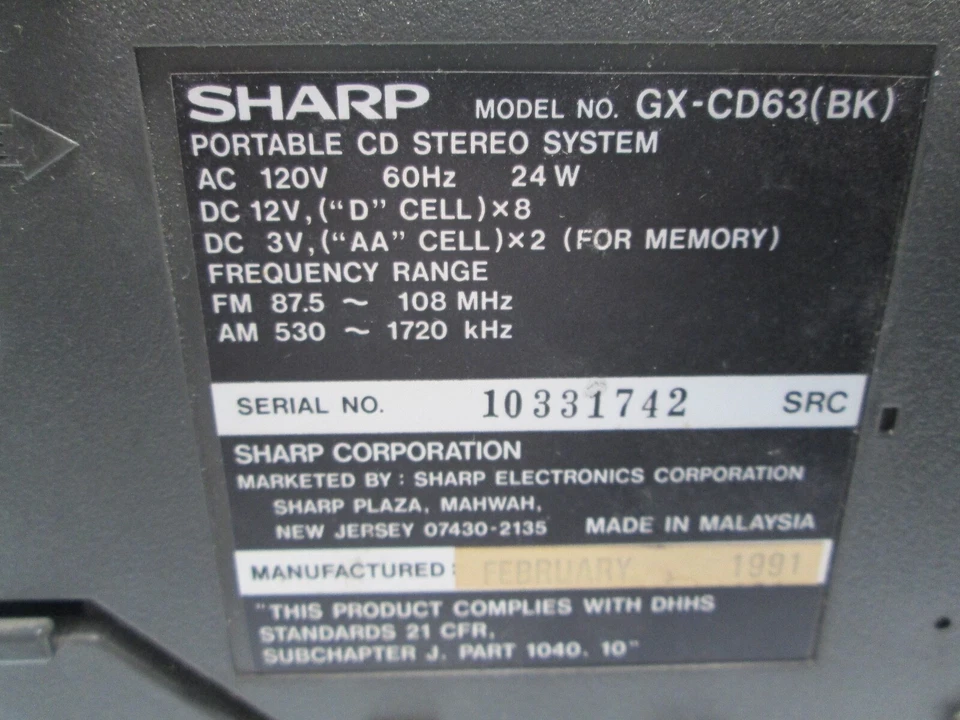 SHARP MODEL NO. GX-CD63(BK)
PORTABLE CD STEREO SYSTEM
AC 120V 60Hz 24W
DC 12V,("D" CELL)×8
DC 3V,("AA" CELL)×2 (FOR MEMORY)
FREQUENCY RANGE
FM 87.5 ~ 108 MHz
AM 530 ~ 1720 kHz
SERIAL NO. 10331742 SRC
SHARP CORPORATION
MARKETED BY : SHARP ELECTRONICS CORPORATION
SHARP PLAZA, MAHWAH,
NEW JERSEY 07430-2135 MADE IN MALAYSIA
MANUFACTURED: FEBRUARY 1991
"THIS PRODUCT COMPLIES WITH DHHS
STANDARDS 21 CFR,
SUBCHAPTER J. PART 1040. 10"